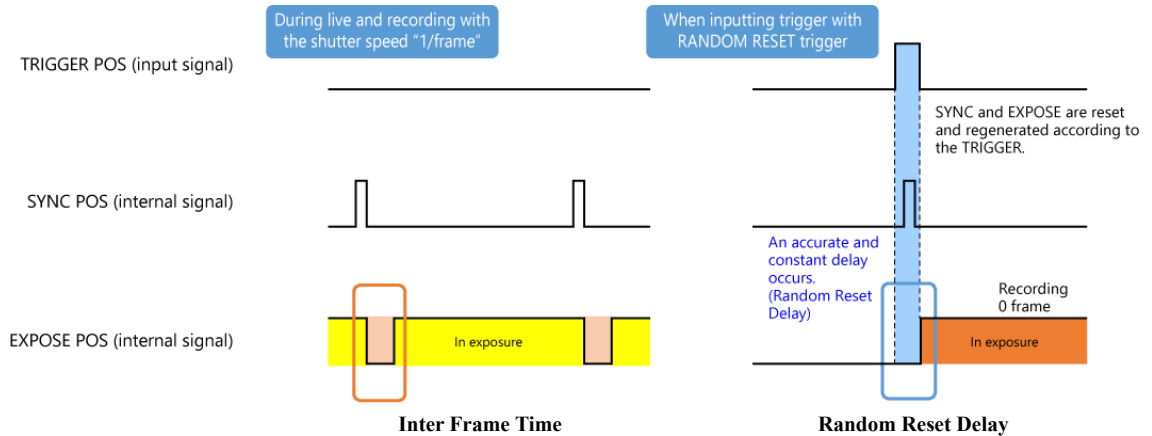 During live and recording with
the shutter speed “1/frame”
When inputting trigger with
RANDOM RESET trigger
TRIGGER POS (input signal)
SYNC and EXPOSE are reset
and regenerated according to
the TRIGGER.
SYNC POS (internal signal)
An accurate and
constant delay
occurs.
(Random Reset
Delay)
Recording
0 frame
EXPOSE POS (internal signal)
In exposure
In exposure
Inter Frame Time
Random Reset Delay